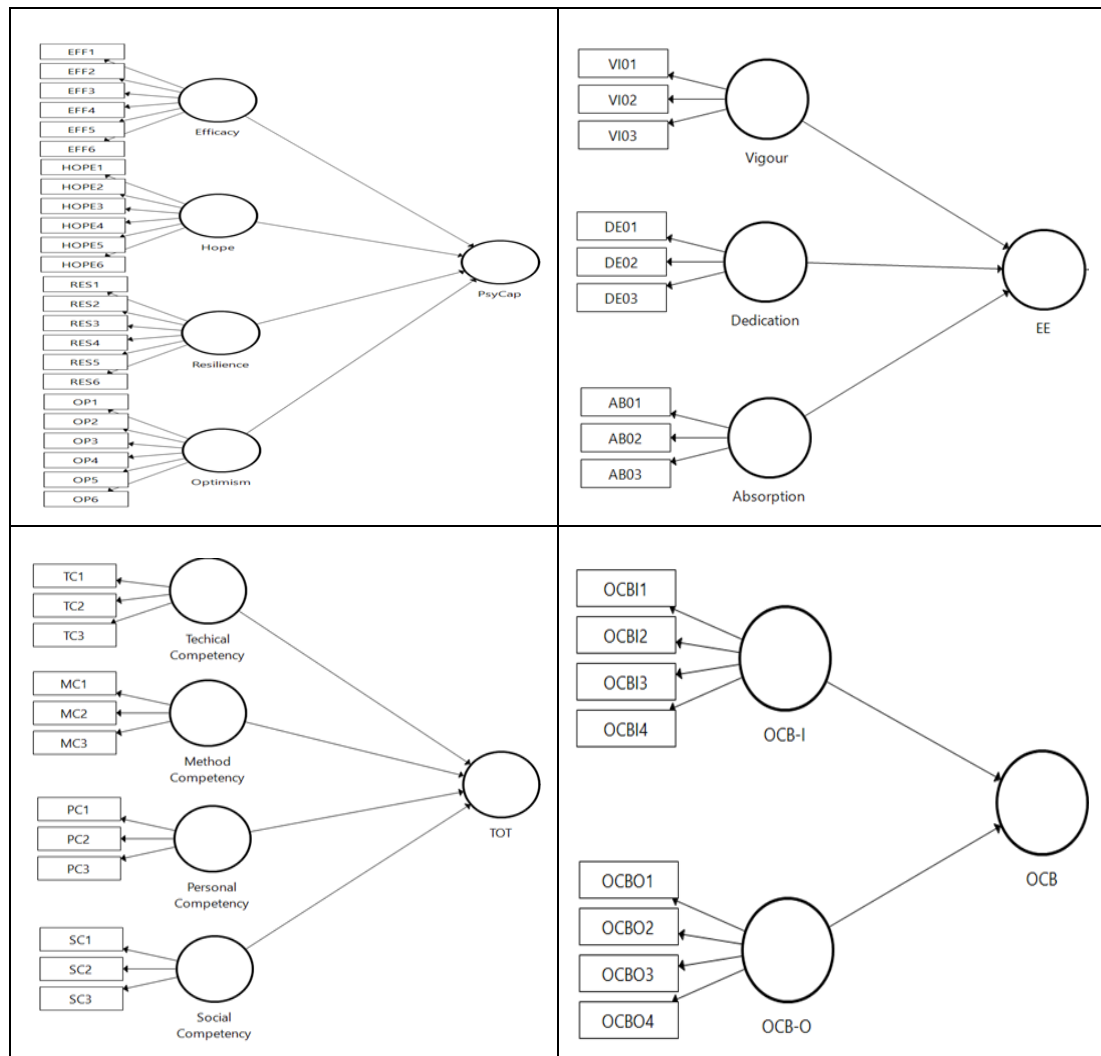 EFF1
EFF2
EFF3
EFF4
EFF5
EFF6
Efficacy
HOPE1
HOPE2
HOPE3
HOPE4
HOPE5
HOPE6
Hope
RES1
RES2
RES3
RES4
RES5
RES6
Resilience
OP1
OP2
OP3
OP4
OP5
OP6
Optimism
PsyCap
VI01
VI02
VI03
Vigour
DE01
DE02
DE03
Dedication
AB01
AB02
AB03
Absorption
EE
TC1
TC2
TC3
Techical
Competency
MC1
MC2
MC3
Method
Competency
PC1
PC2
PC3
Personal
Competency
SC1
SC2
SC3
Social
Competency
TOT
OCBI1
OCBI2
OCBI3
OCBI4
OCB-I
OCBO1
OCBO2
OCBO3
OCBO4
OCB-O
OCB